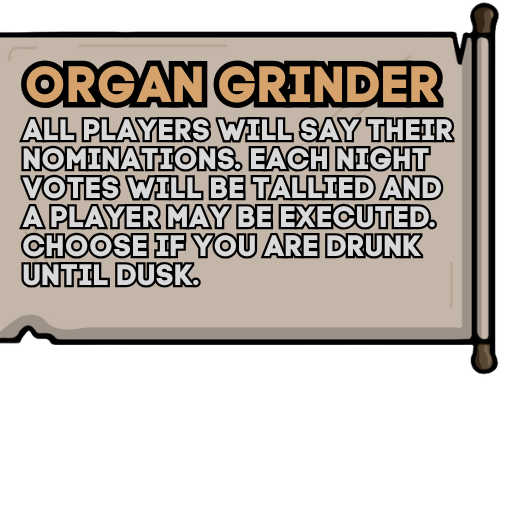 ORGAN GRINDER
ALL PLAYERS WILL SAY THEIR
NOMINATIONS. EACH NIGHT
VOTES WILL BE TALLIED AND
A PLAYER MAY BE EXECUTED.
CHOOSE IF YOU ARE DRUNK
UNTIL DUSK.